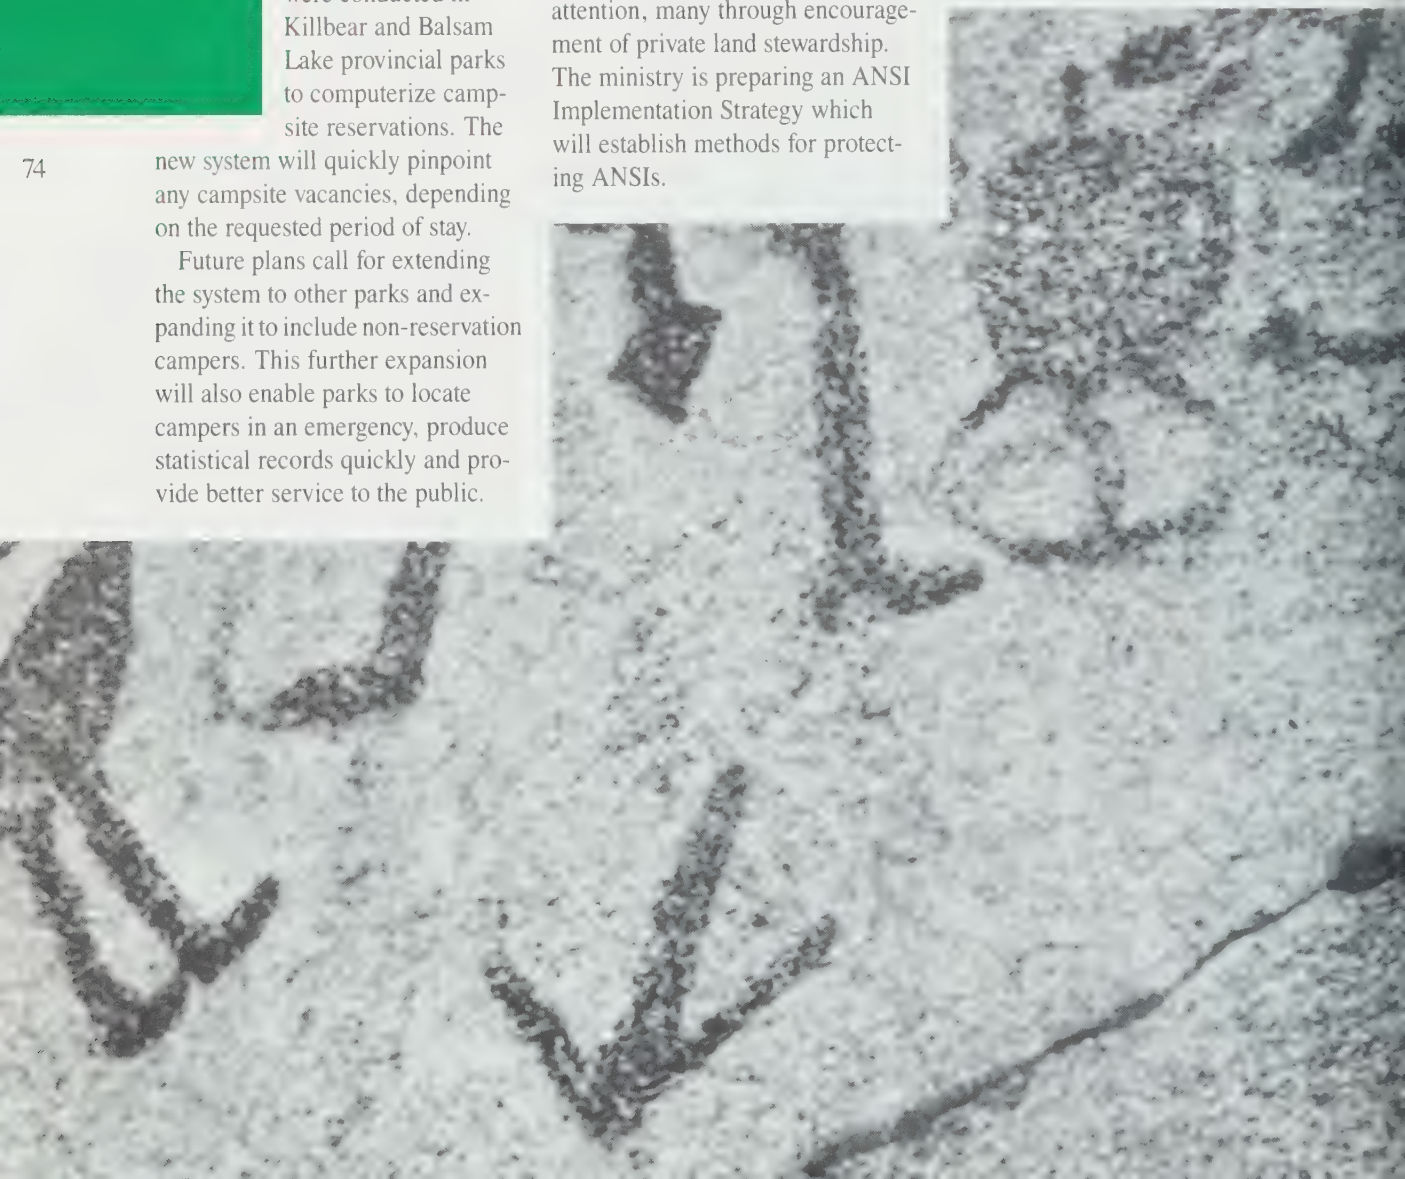 Killbear and Balsam
Lake provincial parks
to computerize camp-
site reservations. The
new system will quickly pinpoint
any campsite vacancies, depending
on the requested period of stay.
Future plans call for extending
the system to other parks and ex-
panding it to include non-reservation
campers. This further expansion
will also enable parks to locate
campers in an emergency, produce
statistical records quickly and pro-
vide better service to the public.
attention, many through encourage-
ment of private land stewardship.
The ministry is preparing an ANSI
Implementation Strategy which
will establish methods for protect-
ing ANSIs.
74